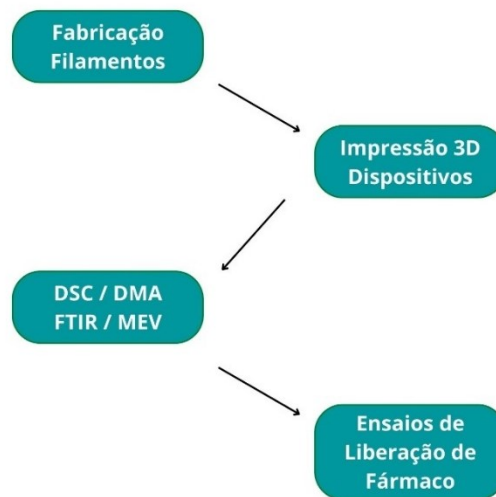 Fabricação
Filamentos
Impressão 3D
Dispositivos
DSC / DMA
FTIR / MEV
Ensaios de
Liberação de
Fármaco